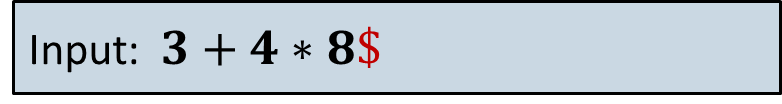 Input: 3 + 4 * 8$